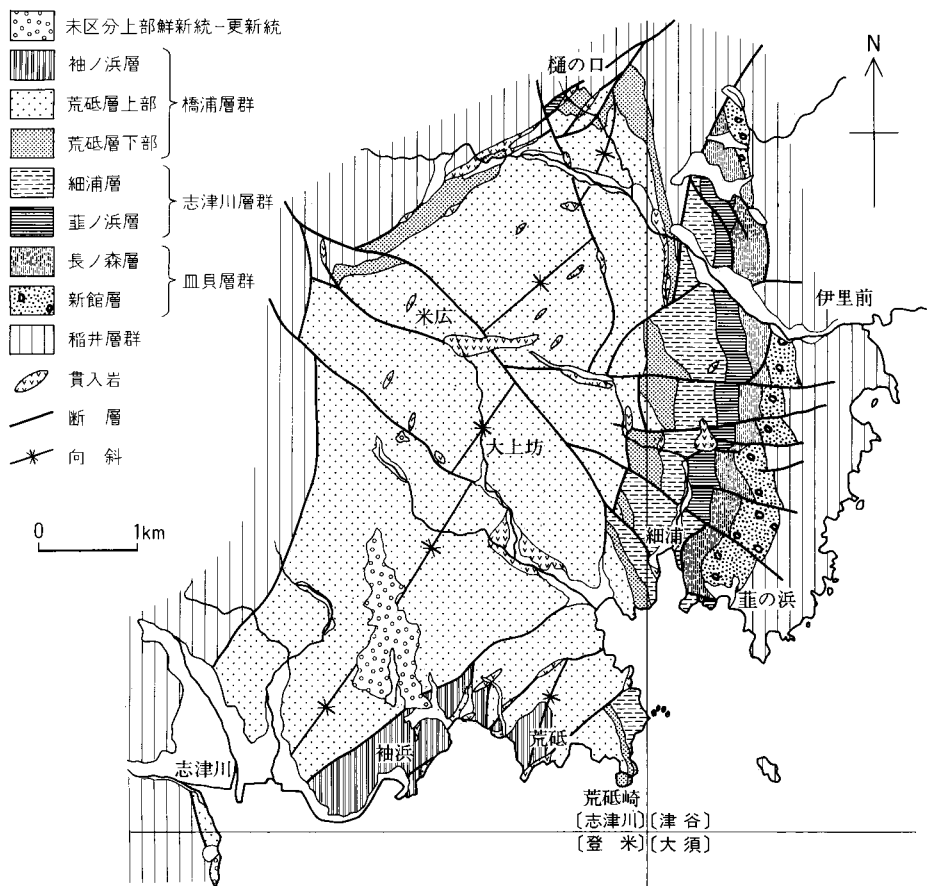 未区分上部鮮新統−更新統
袖ノ浜層
荒砥層上部
荒砥層下部
橋浦層群
細浦層
韮ノ浜層
志津川層群
長ノ森層
新館層
皿貝層群
稲井層群
貫入岩
断層
向斜
0 1km
N
樋の口
伊里前
米広
大上坊
細浦
韮の浜
荒砥
袖浜
志津川
荒砥崎
〔志津川〕〔津谷〕
〔登米〕〔大須〕